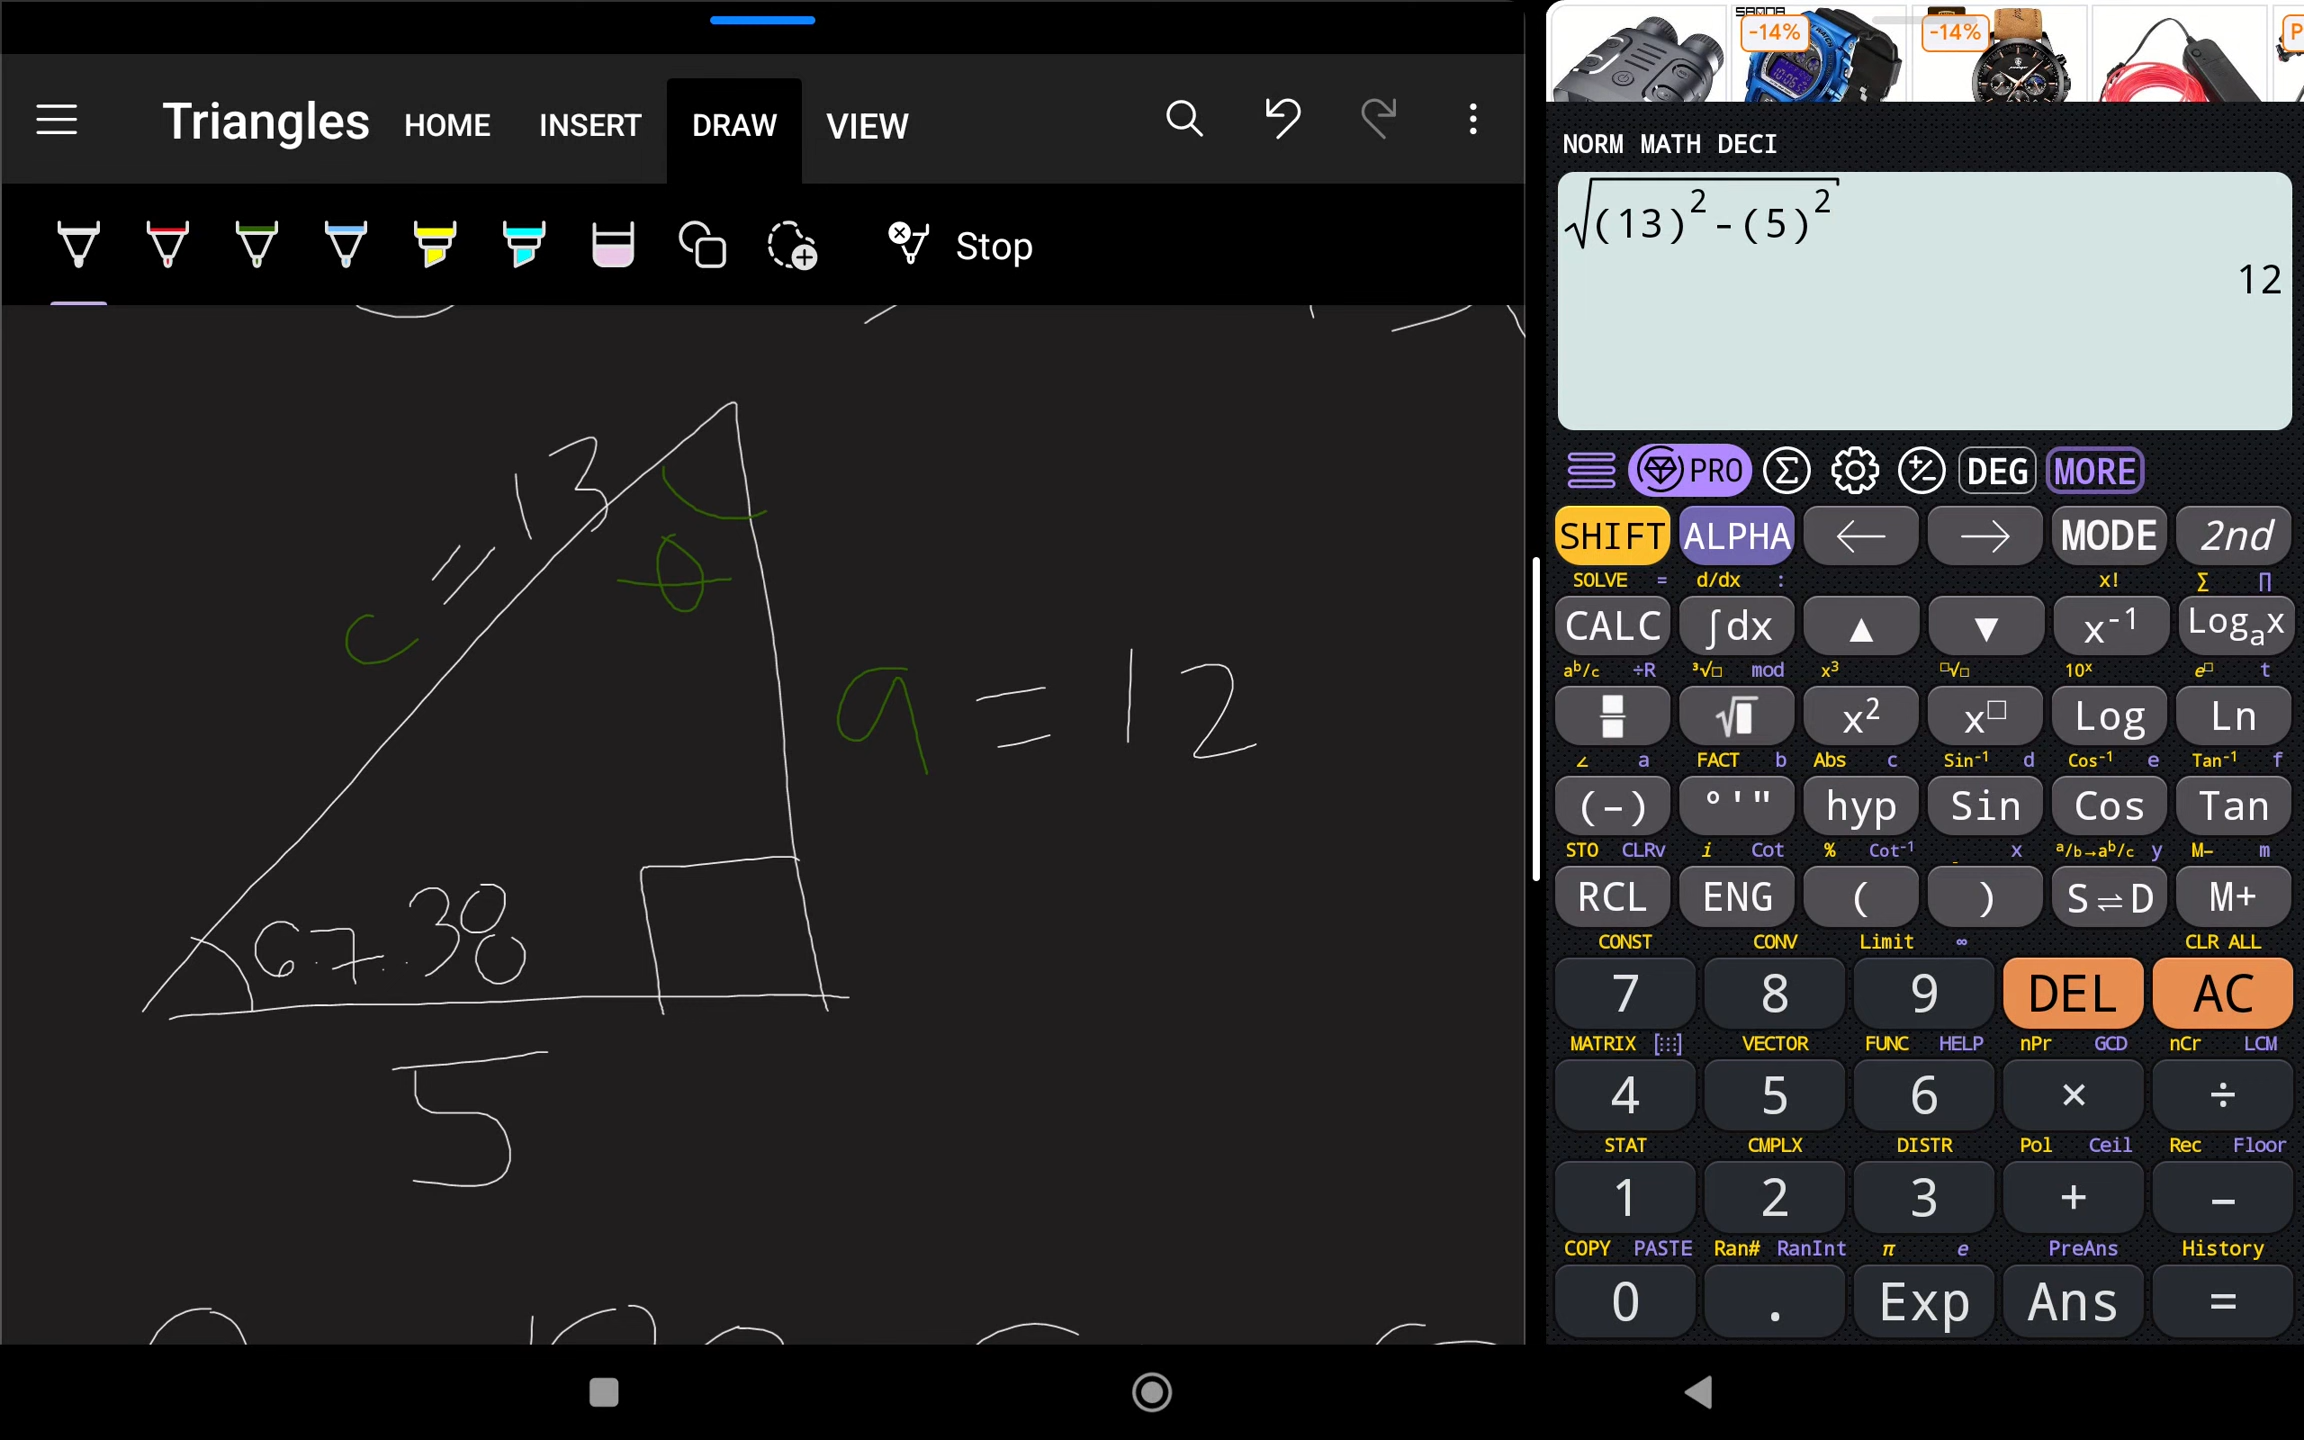 Triangles HOME INSERT DRAW VIEW
Stop
c = 13
θ
a = 12
67.38
5
-14% -14%
NORM MATH DECI
√(13)²-(5)²
12
PRO Σ DEG MORE
SHIFT ALPHA ← → MODE 2nd
SOLVE = d/dx : x! Σ ∏
CALC ∫dx ▲ ▼ x⁻¹ Logₐx
aᵇ/c ÷R ³√□ mod x³ □√□ 10ˣ e□ t
√ x² x□ Log Ln
∠ a FACT b Abs c Sin⁻¹ d Cos⁻¹ e Tan⁻¹ f
(-) °'" hyp Sin Cos Tan
STO CLRv i Cot % Cot⁻¹ x a/b→aᵇ/c y M- m
RCL ENG ( ) S⇌D M+
CONST CONV Limit ∞ CLR ALL
7 8 9 DEL AC
MATRIX [:::] VECTOR FUNC HELP nPr GCD nCr LCM
4 5 6 × ÷
STAT CMPLX DISTR Pol Ceil Rec Floor
1 2 3 + -
COPY PASTE Ran# RanInt π e PreAns History
0 . Exp Ans =